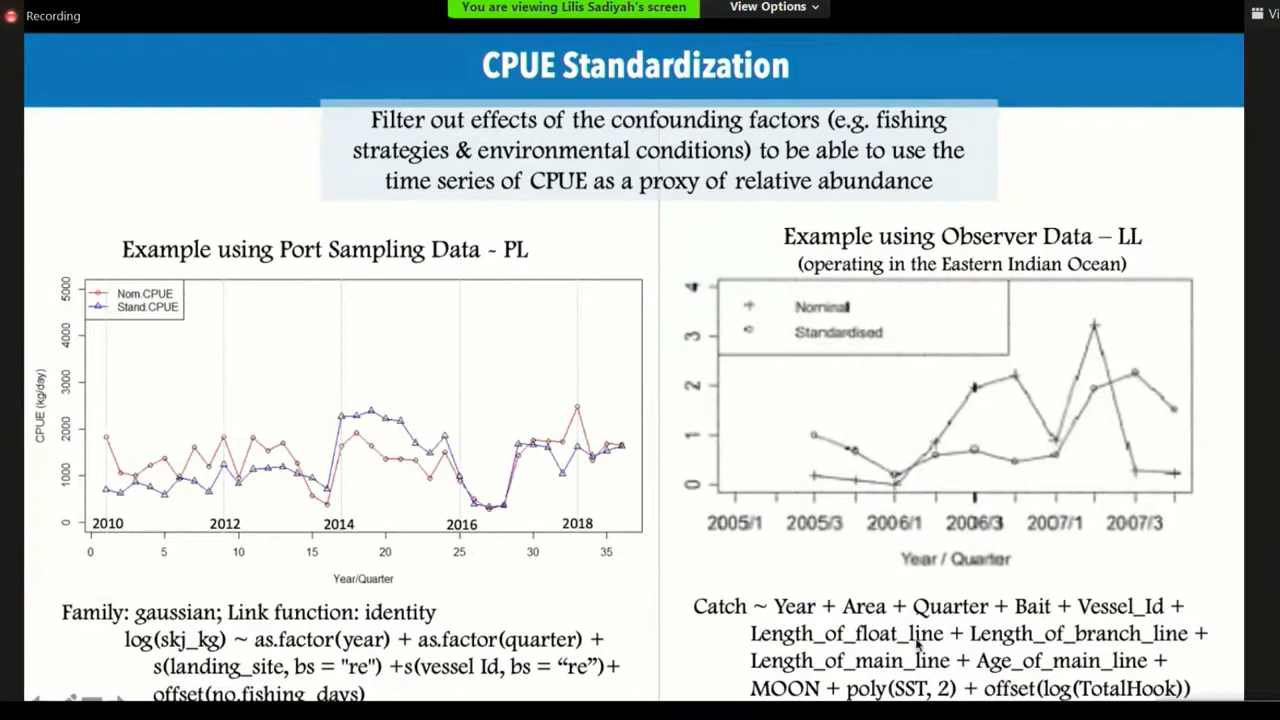 Recording
You are viewing Lilis Sadiyah's screen
View Options
Vi
CPUE Standardization
Filter out effects of the confounding factors (e.g. fishing
strategies & environmental conditions) to be able to use the
time series of CPUE as a proxy of relative abundance
Example using Port Sampling Data - PL
Nom.CPUE
Stand.CPUE
CPUE (kg/day)
5000
4000
3000
2000
1000
0
2010 2012 2014 2016 2018
0 5 10 15 20 25 30 35
Year/Quarter
Family: gaussian; Link function: identity
log(skj_kg) ~ as.factor(year) + as.factor(quarter) +
s(landing_site, bs = "re") +s(vessel Id, bs = “re”)+
offset(no.fishing_days)
Example using Observer Data – LL
(operating in the Eastern Indian Ocean)
Nominal
Standardised
4
3
2
1
0
2005/1 2005/3 2006/1 2006/3 2007/1 2007/3
Year / Quarter
Catch ~ Year + Area + Quarter + Bait + Vessel_Id +
Length_of_float_line + Length_of_branch_line +
Length_of_main_line + Age_of_main_line +
MOON + poly(SST, 2) + offset(log(TotalHook))